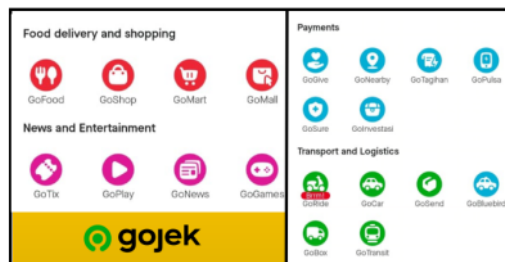 Food delivery and shopping
GoFood GoShop GoMart GoMall
News and Entertainment
GoTix GoPlay GoNews GoGames
gojek
Payments
GoGive GoNearby GoTagihan GoPulsa
GoSure GoInvestasi
Transport and Logistics
GoRide GoCar GoSend GoBluebird
GoBox GoTransit